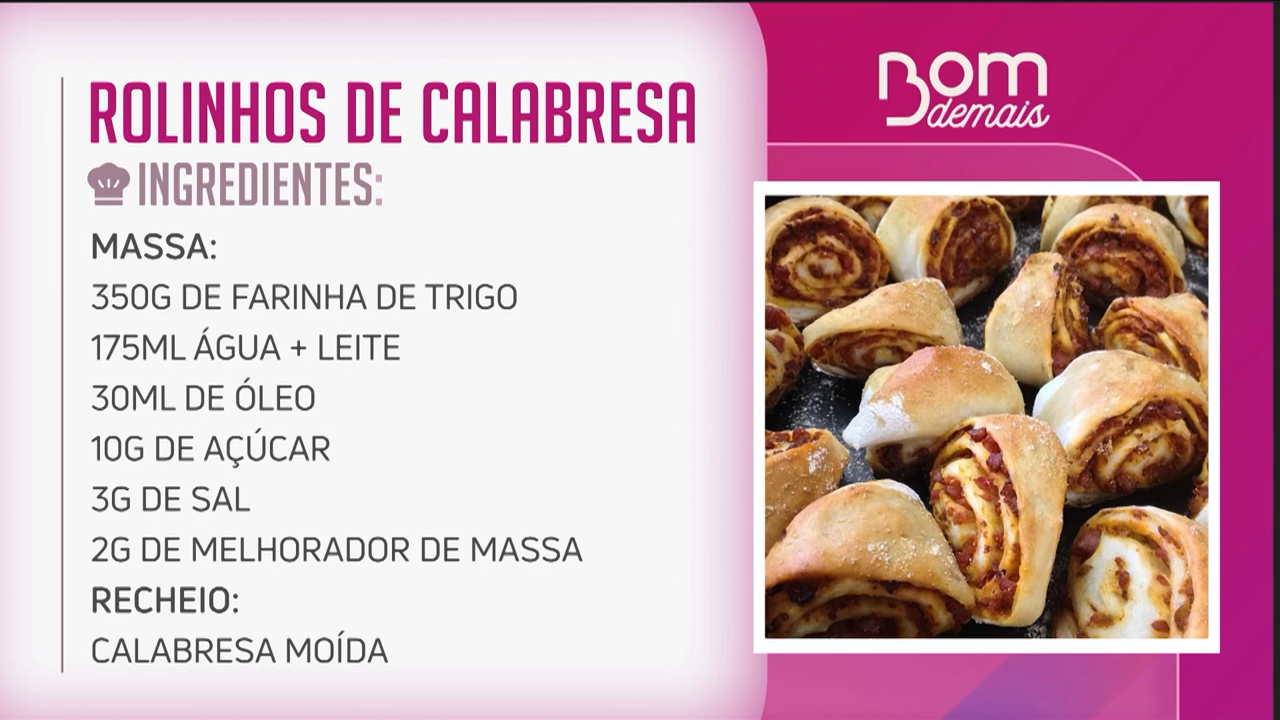 ROLINHOS DE CALABRESA
INGREDIENTES:
MASSA:
350G DE FARINHA DE TRIGO
175ML ÁGUA + LEITE
30ML DE ÓLEO
10G DE AÇÚCAR
3G DE SAL
2G DE MELHORADOR DE MASSA
RECHEIO:
CALABRESA MOÍDA
Bom
demais